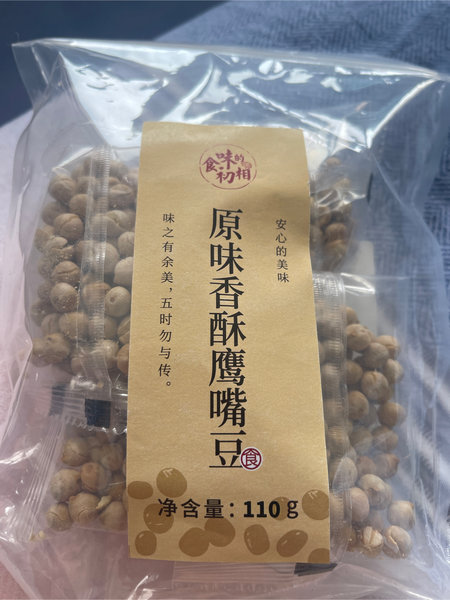 食味的
初相
安心的美味
原味香酥鹰嘴豆
食
味之有余美，五时勿与传。
净含量：110g